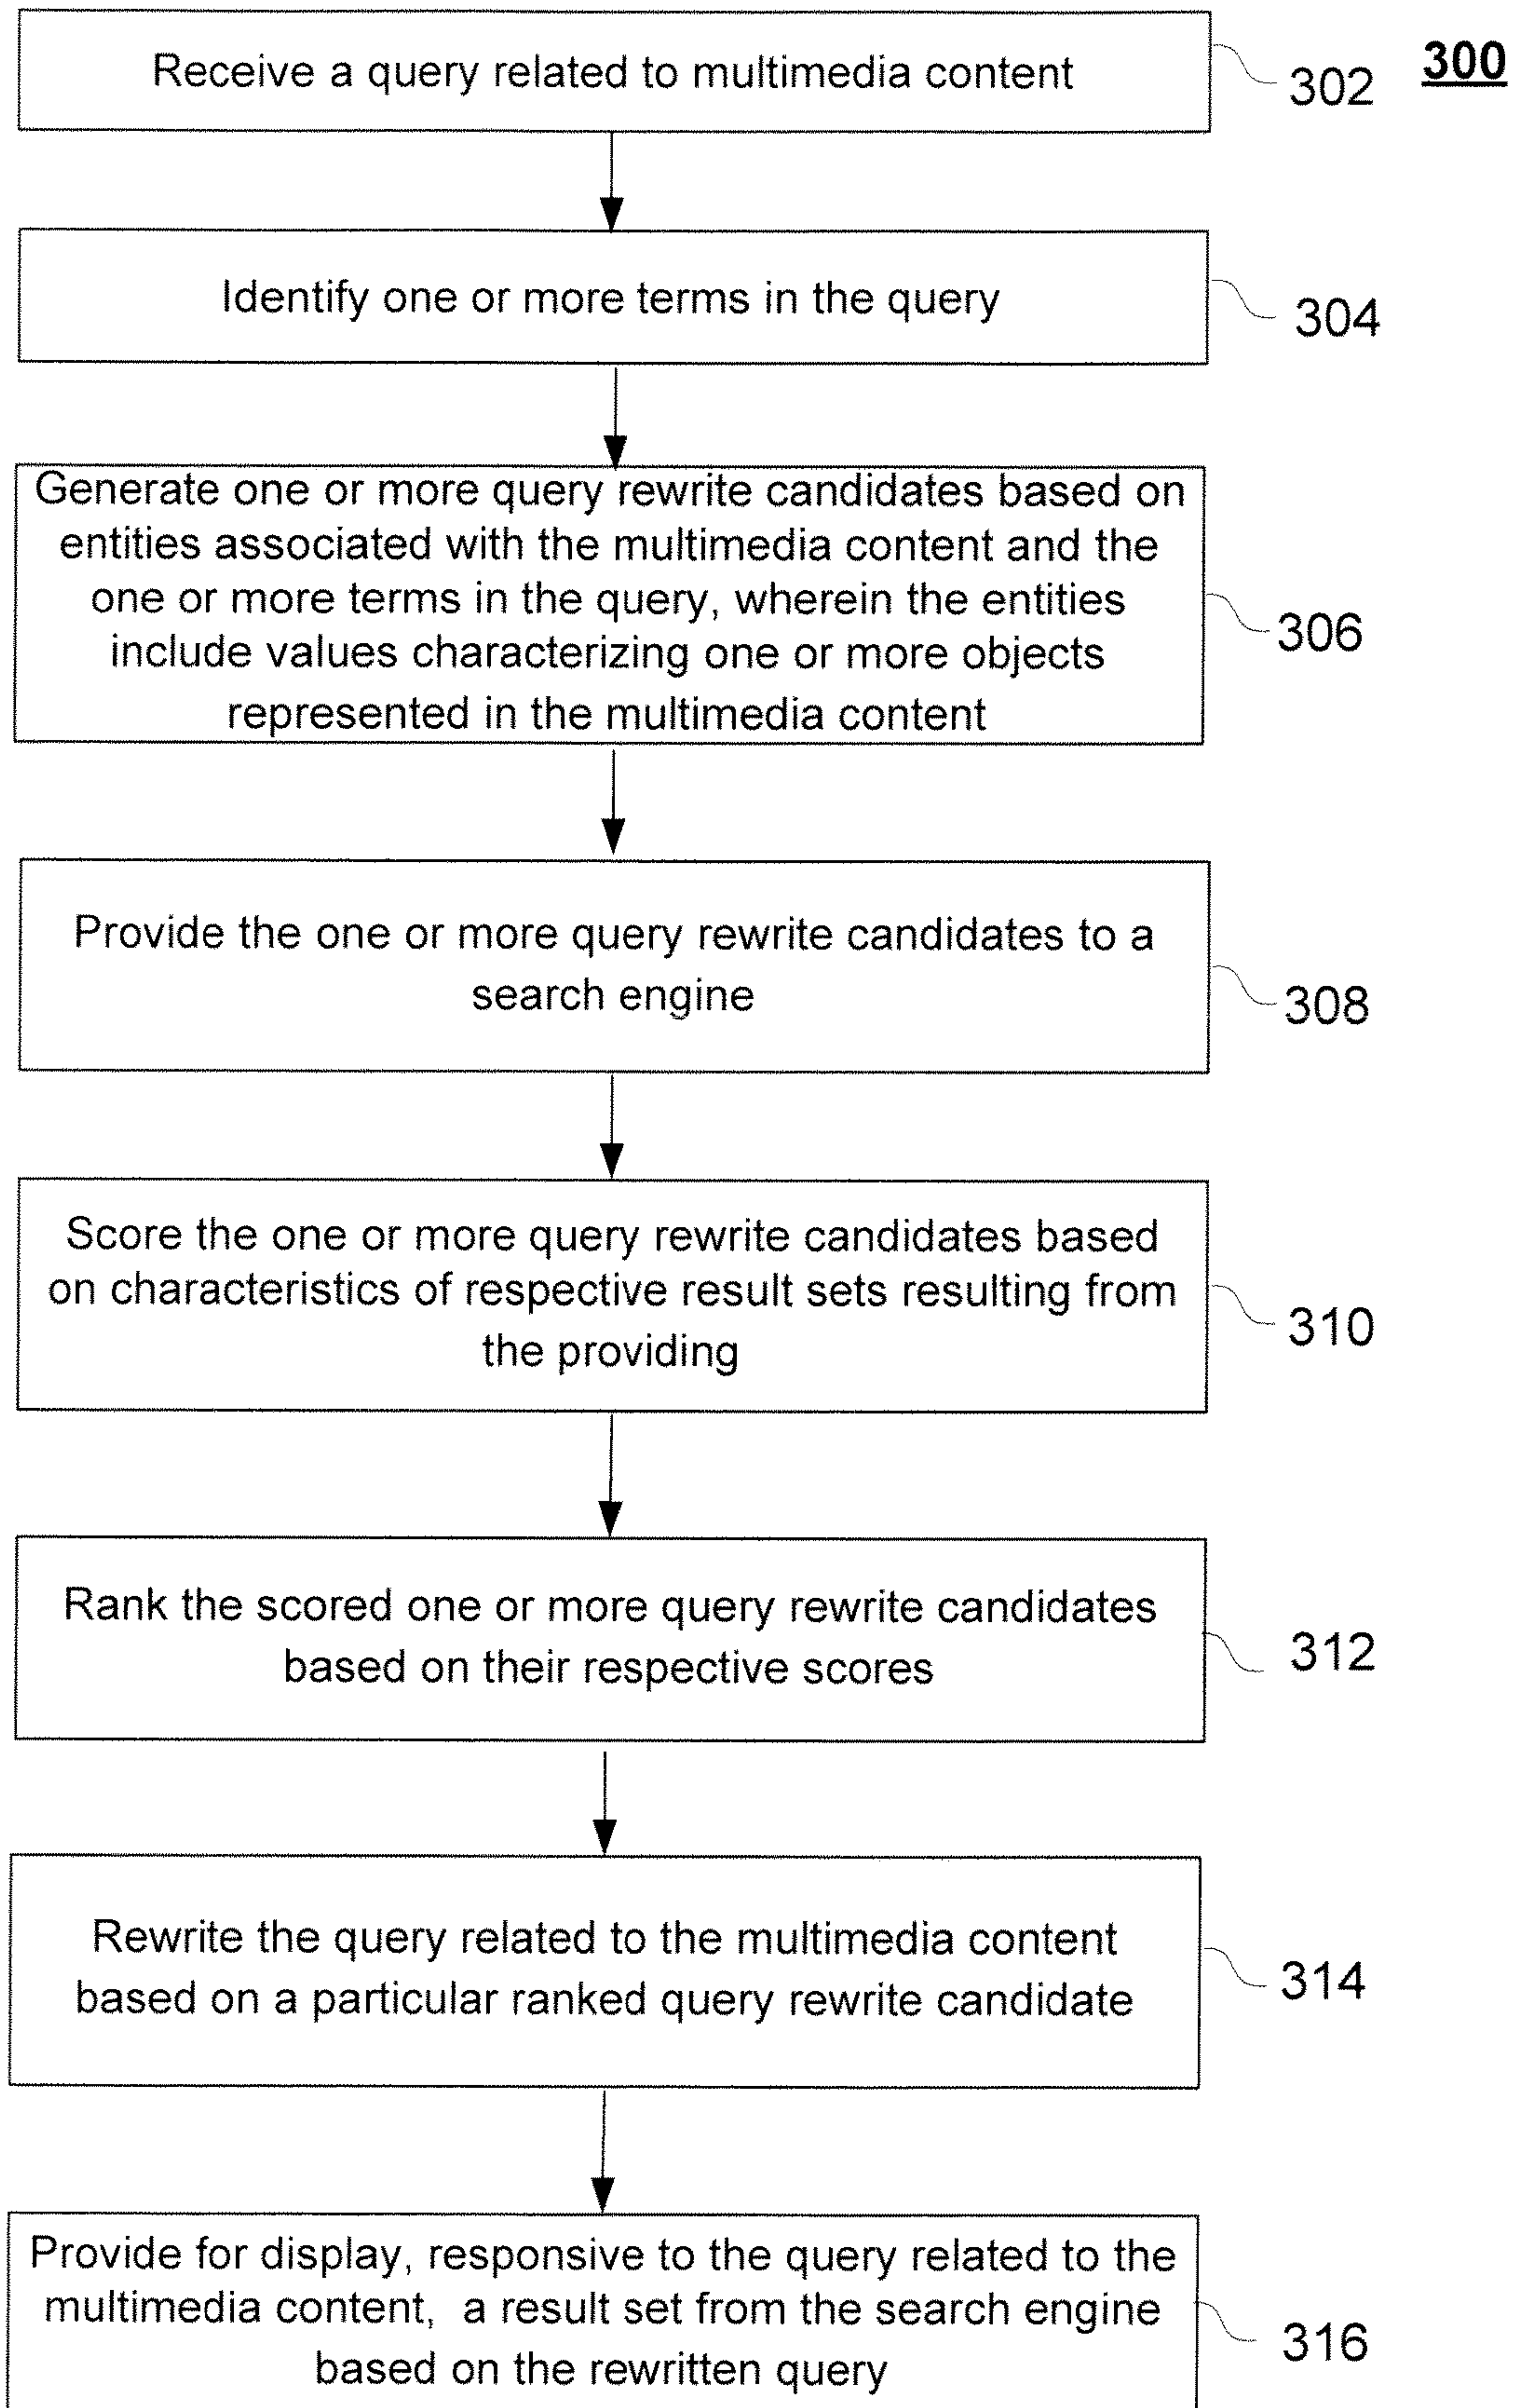 Receive a query related to multimedia content
302
300
Identify one or more terms in the query
304
Generate one or more query rewrite candidates based on
entities associated with the multimedia content and the
one or more terms in the query, wherein the entities
include values characterizing one or more objects
represented in the multimedia content
306
Provide the one or more query rewrite candidates to a
search engine
308
Score the one or more query rewrite candidates based
on characteristics of respective result sets resulting from
the providing
310
Rank the scored one or more query rewrite candidates
based on their respective scores
312
Rewrite the query related to the multimedia content
based on a particular ranked query rewrite candidate
314
Provide for display, responsive to the query related to the
multimedia content, a result set from the search engine
based on the rewritten query
316